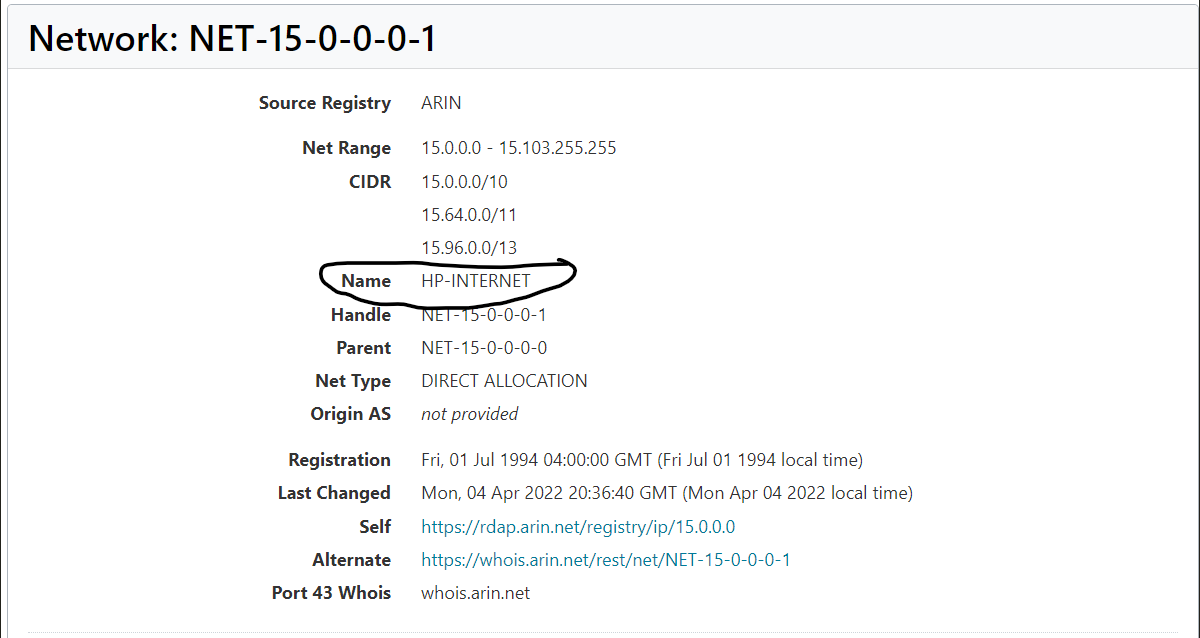 Network: NET-15-0-0-0-1
Source Registry ARIN
Net Range 15.0.0.0 - 15.103.255.255
CIDR 15.0.0.0/10
15.64.0.0/11
15.96.0.0/13
Name HP-INTERNET
Handle NET-15-0-0-0-1
Parent NET-15-0-0-0-0
Net Type DIRECT ALLOCATION
Origin AS not provided
Registration Fri, 01 Jul 1994 04:00:00 GMT (Fri Jul 01 1994 local time)
Last Changed Mon, 04 Apr 2022 20:36:40 GMT (Mon Apr 04 2022 local time)
Self https://rdap.arin.net/registry/ip/15.0.0.0
Alternate https://whois.arin.net/rest/net/NET-15-0-0-0-1
Port 43 Whois whois.arin.net